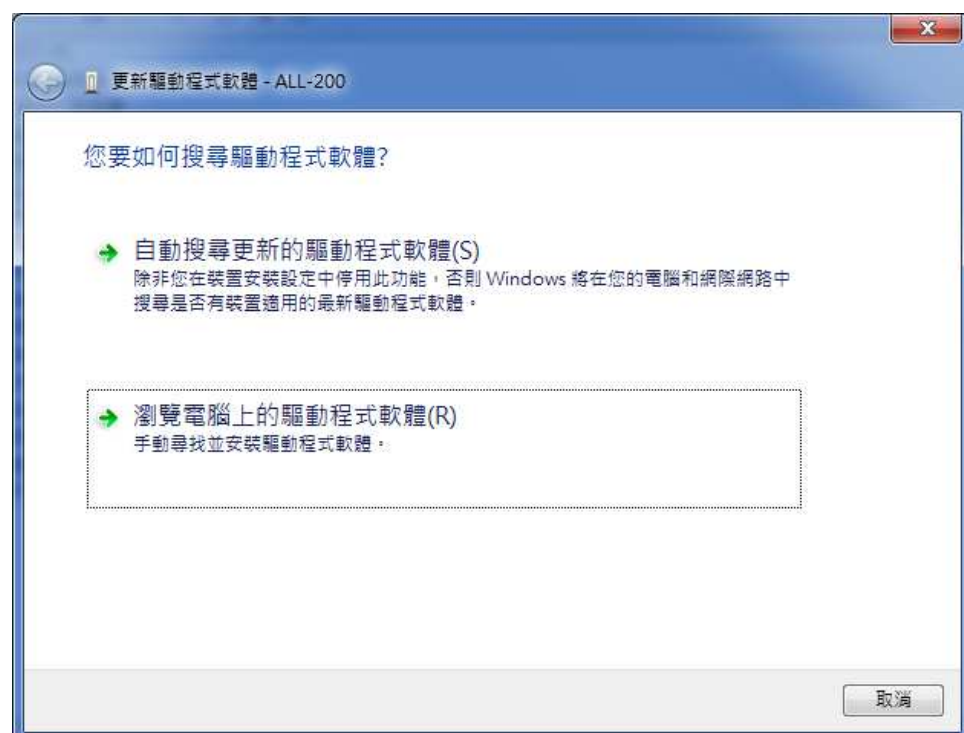 更新驅動程式軟體 - ALL-200
您要如何搜尋驅動程式軟體?
自動搜尋更新的驅動程式軟體(S)
除非您在裝置安裝設定中停用此功能，否則 Windows 將在您的電腦和網際網路中
搜尋是否有裝置適用的最新驅動程式軟體。
瀏覽電腦上的驅動程式軟體(R)
手動尋找並安裝驅動程式軟體。
取消